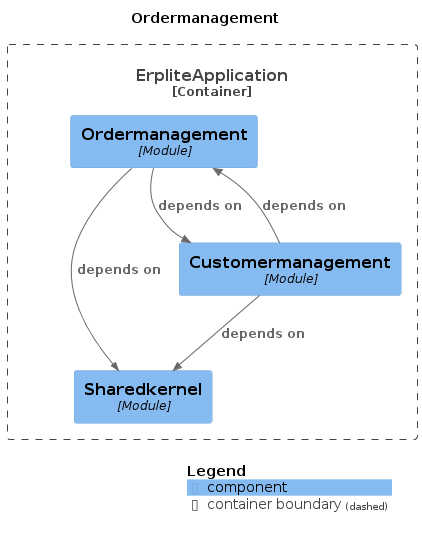 Ordermanagement
ErpliteApplication
[Container]
Ordermanagement
[Module]
depends on
depends on
Customermanagement
[Module]
depends on
depends on
Sharedkernel
[Module]
Legend
component
container boundary (dashed)